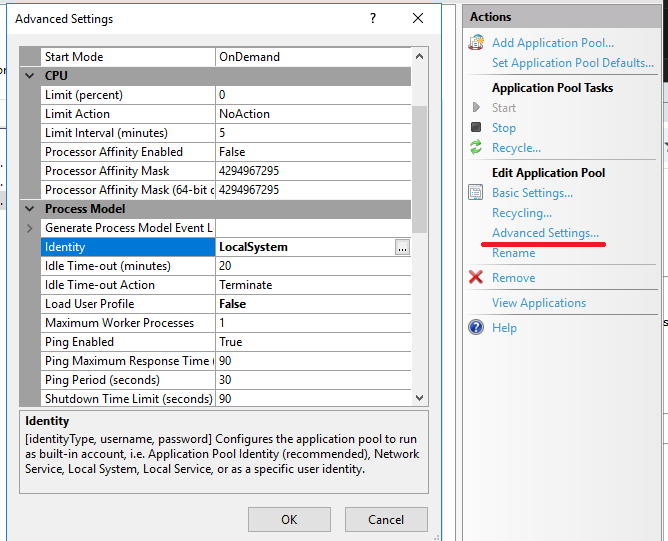 Advanced Settings
? ×
Start Mode OnDemand
CPU
Limit (percent) 0
Limit Action NoAction
Limit Interval (minutes) 5
Processor Affinity Enabled False
Processor Affinity Mask 4294967295
Processor Affinity Mask (64-bit o 4294967295
Process Model
Generate Process Model Event L
Identity LocalSystem ...
Idle Time-out (minutes) 20
Idle Time-out Action Terminate
Load User Profile False
Maximum Worker Processes 1
Ping Enabled True
Ping Maximum Response Time ( 90
Ping Period (seconds) 30
Shutdown Time Limit (seconds) 90
Identity
[identityType, username, password] Configures the application pool to run
as built-in account, i.e. Application Pool Identity (recommended), Network
Service, Local System, Local Service, or as a specific user identity.
OK Cancel
Actions
Add Application Pool...
Set Application Pool Defaults...
Application Pool Tasks
Start
Stop
Recycle...
Edit Application Pool
Basic Settings...
Recycling...
Advanced Settings...
Rename
Remove
View Applications
Help